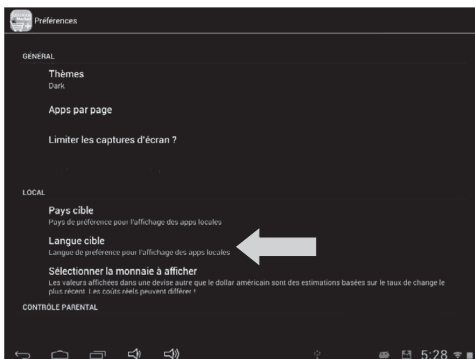 Préférences
GÉNÉRAL
Thèmes
Dark
Apps par page
Limiter les captures d'écran ?
LOCAL
Pays cible
Pays de préférence pour l'affichage des apps locales
Langue cible
Langue de préférence pour l'affichage des apps locales
Sélectionner la monnaie à afficher
Les valeurs affichées dans une devise autre que le dollar américain sont des estimations basées sur le taux de change le
plus récent. Les coûts réels peuvent différer !
CONTRÔLE PARENTAL
5:28